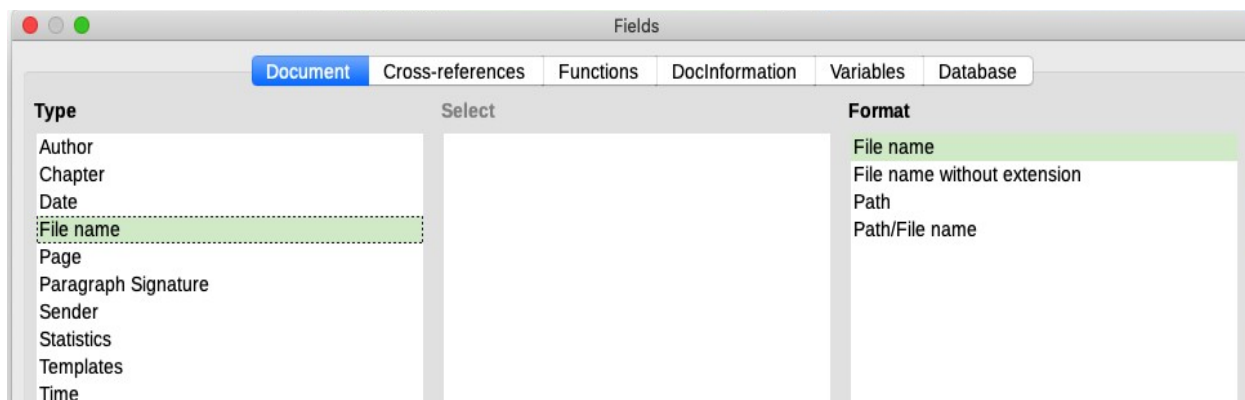 Fields
Document Cross-references Functions DocInformation Variables Database
Type Select Format
Author
Chapter
Date
File name
Page
Paragraph Signature
Sender
Statistics
Templates
Time
File name
File name without extension
Path
Path/File name